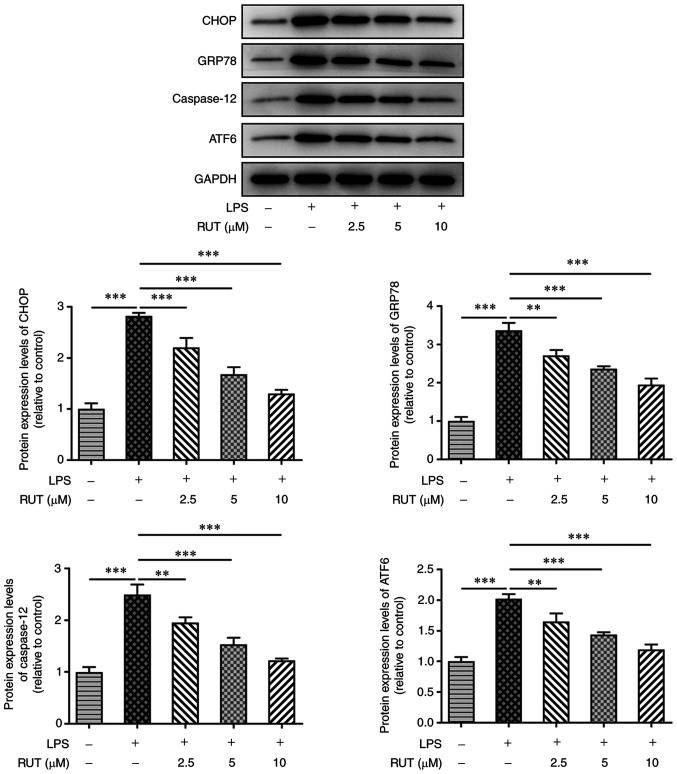 CHOP
GRP78
Caspase-12
ATF6
GAPDH
LPS – + + + +
RUT (μM) – – 2.5 5 10
***
***
*** ***
Protein expression levels of CHOP
(relative to control)
3
2
1
0
LPS – + + + +
RUT (μM) – – 2.5 5 10
***
***
*** **
Protein expression levels of GRP78
(relative to control)
4
3
2
1
0
LPS – + + + +
RUT (μM) – – 2.5 5 10
***
***
*** **
Protein expression levels
of caspase-12
(relative to control)
3
2
1
0
LPS – + + + +
RUT (μM) – – 2.5 5 10
***
***
*** **
Protein expression levels of ATF6
(relative to control)
2.5
2.0
1.5
1.0
0.5
0.0
LPS – + + + +
RUT (μM) – – 2.5 5 10